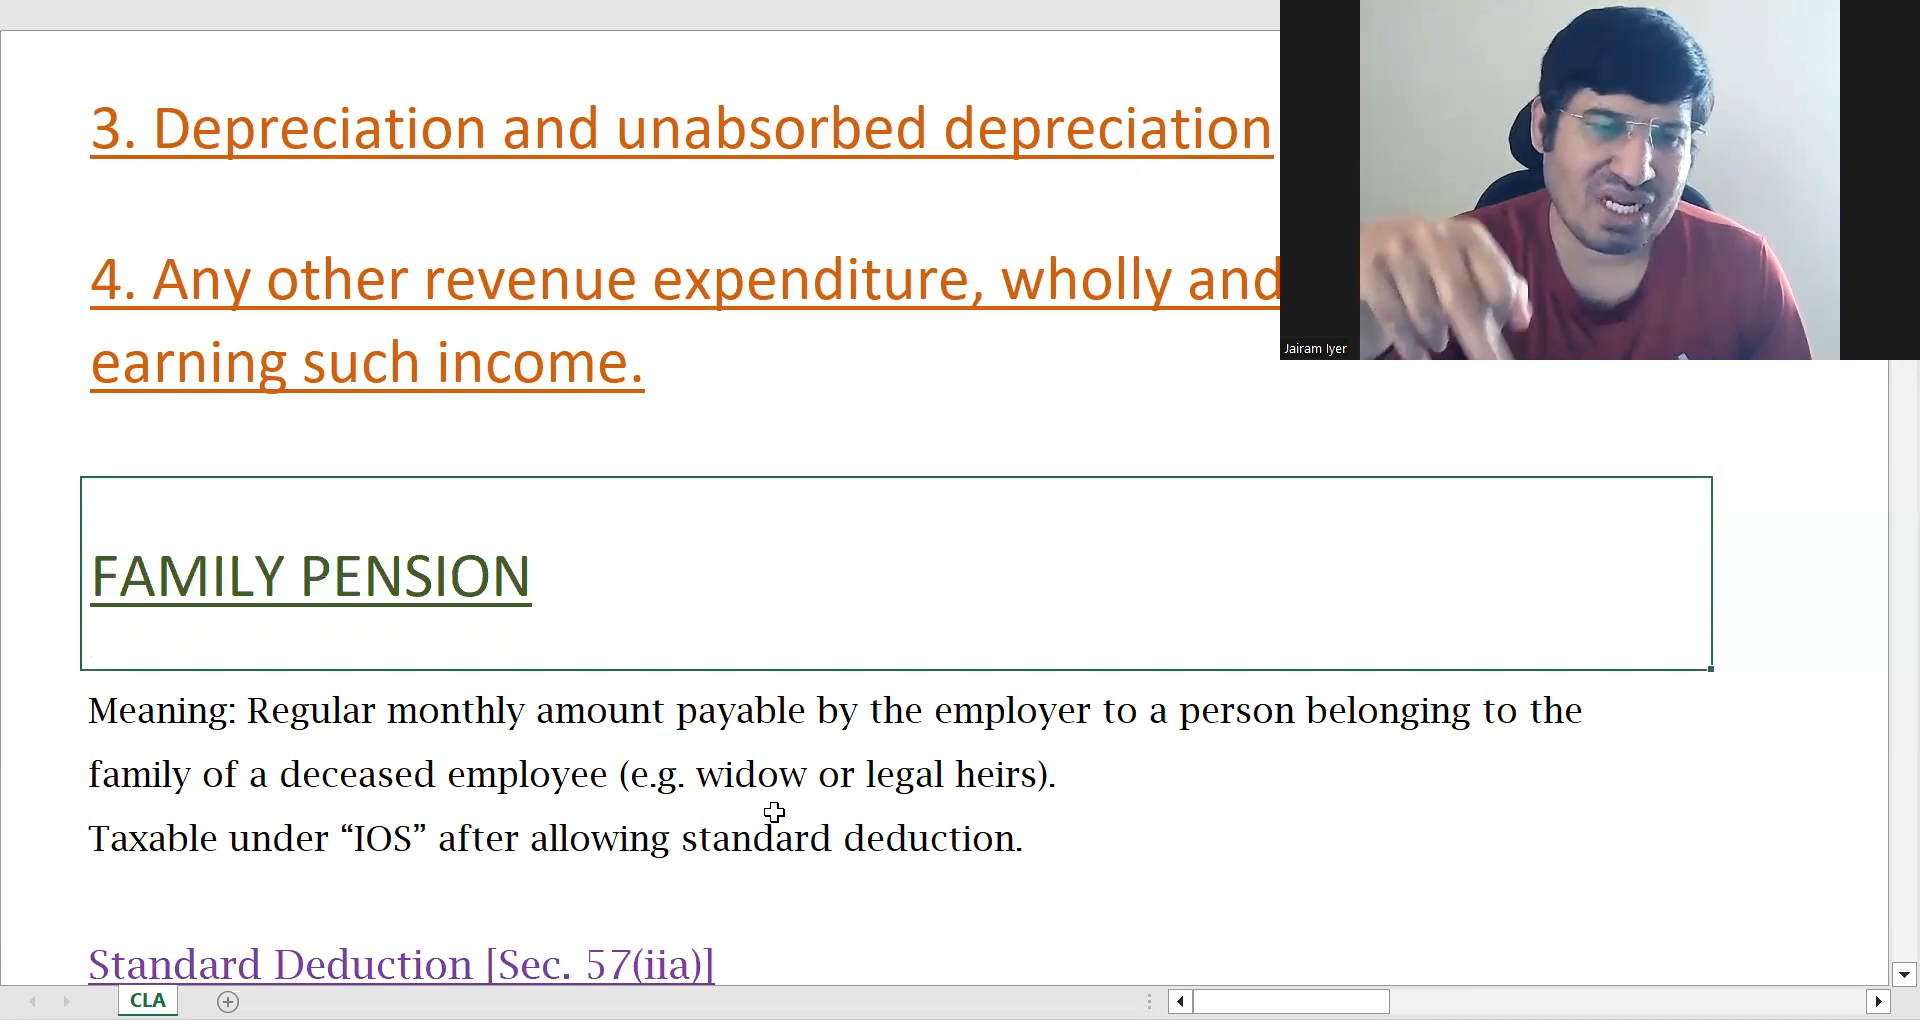 3. Depreciation and unabsorbed depreciation
4. Any other revenue expenditure, wholly and
earning such income.
Jairam Iyer
FAMILY PENSION
Meaning: Regular monthly amount payable by the employer to a person belonging to the
family of a deceased employee (e.g. widow or legal heirs).
Taxable under “IOS” after allowing standard deduction.
Standard Deduction [Sec. 57(iia)]
CLA